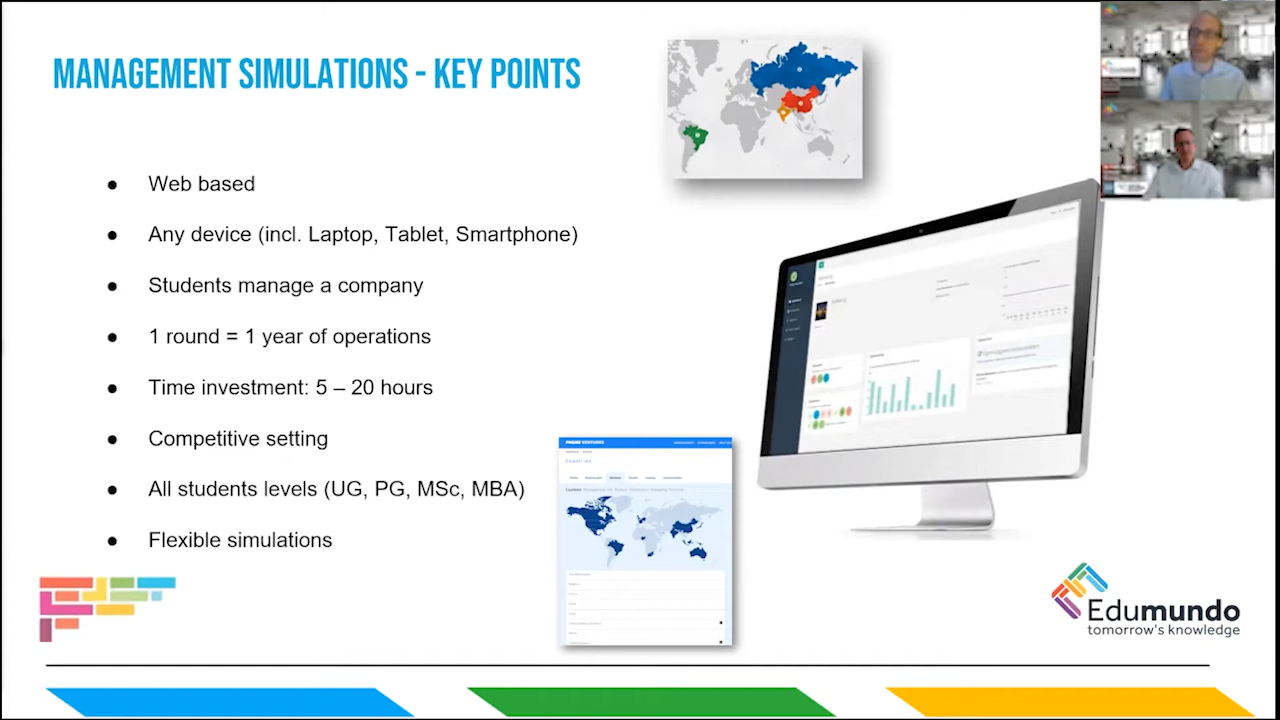 MANAGEMENT SIMULATIONS - KEY POINTS
● Web based
● Any device (incl. Laptop, Tablet, Smartphone)
● Students manage a company
● 1 round = 1 year of operations
● Time investment: 5 – 20 hours
● Competitive setting
● All students levels (UG, PG, MSc, MBA)
● Flexible simulations
Countries
Edumundo
tomorrow's knowledge